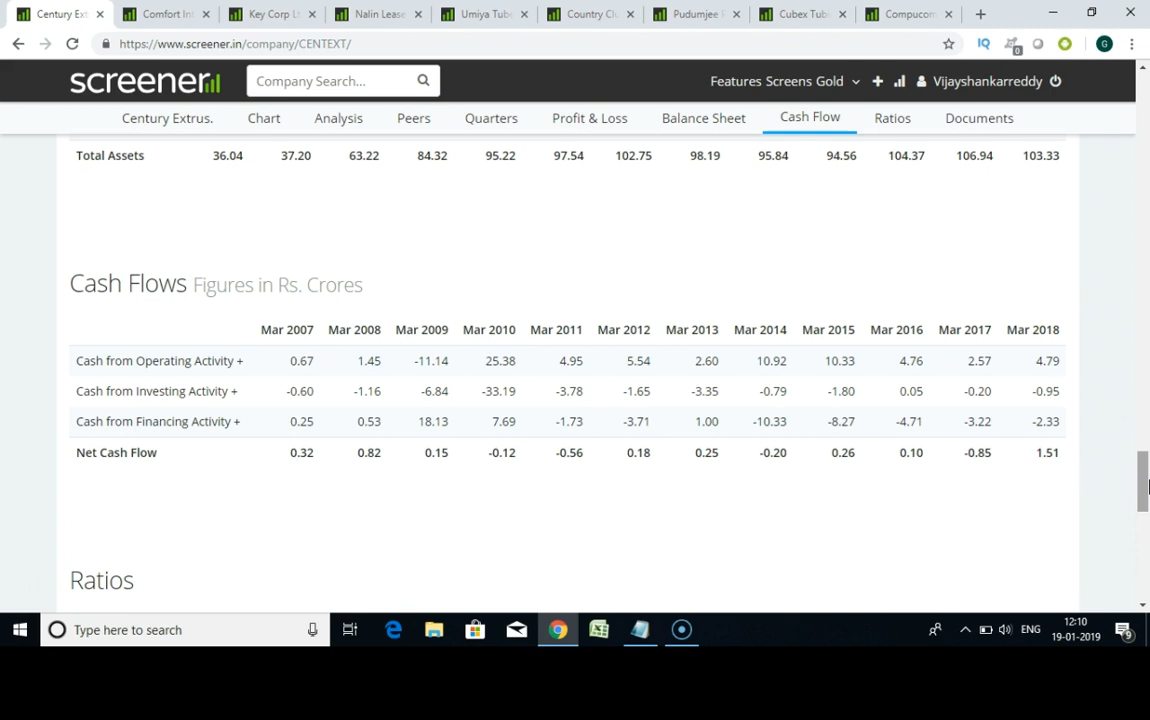 Century Ext
Comfort Int
Key Corp Lt
Nalin Lease
Umiya Tube
Country Clu
Pudumjee P
Cubex Tub
Compucom
https://www.screener.in/company/CENTEXT/
IQ
0
G
screener
Company Search...
Features Screens Gold
Vijayshankarreddy
Century Extrus. Chart Analysis Peers Quarters Profit & Loss Balance Sheet Cash Flow Ratios Documents
Total Assets 36.04 37.20 63.22 84.32 95.22 97.54 102.75 98.19 95.84 94.56 104.37 106.94 103.33
Cash Flows Figures in Rs. Crores
Mar 2007 Mar 2008 Mar 2009 Mar 2010 Mar 2011 Mar 2012 Mar 2013 Mar 2014 Mar 2015 Mar 2016 Mar 2017 Mar 2018
Cash from Operating Activity + 0.67 1.45 -11.14 25.38 4.95 5.54 2.60 10.92 10.33 4.76 2.57 4.79
Cash from Investing Activity + -0.60 -1.16 -6.84 -33.19 -3.78 -1.65 -3.35 -0.79 -1.80 0.05 -0.20 -0.95
Cash from Financing Activity + 0.25 0.53 18.13 7.69 -1.73 -3.71 1.00 -10.33 -8.27 -4.71 -3.22 -2.33
Net Cash Flow 0.32 0.82 0.15 -0.12 -0.56 0.18 0.25 -0.20 0.26 0.10 -0.85 1.51
Ratios
Type here to search
ENG
12:10
19-01-2019
9